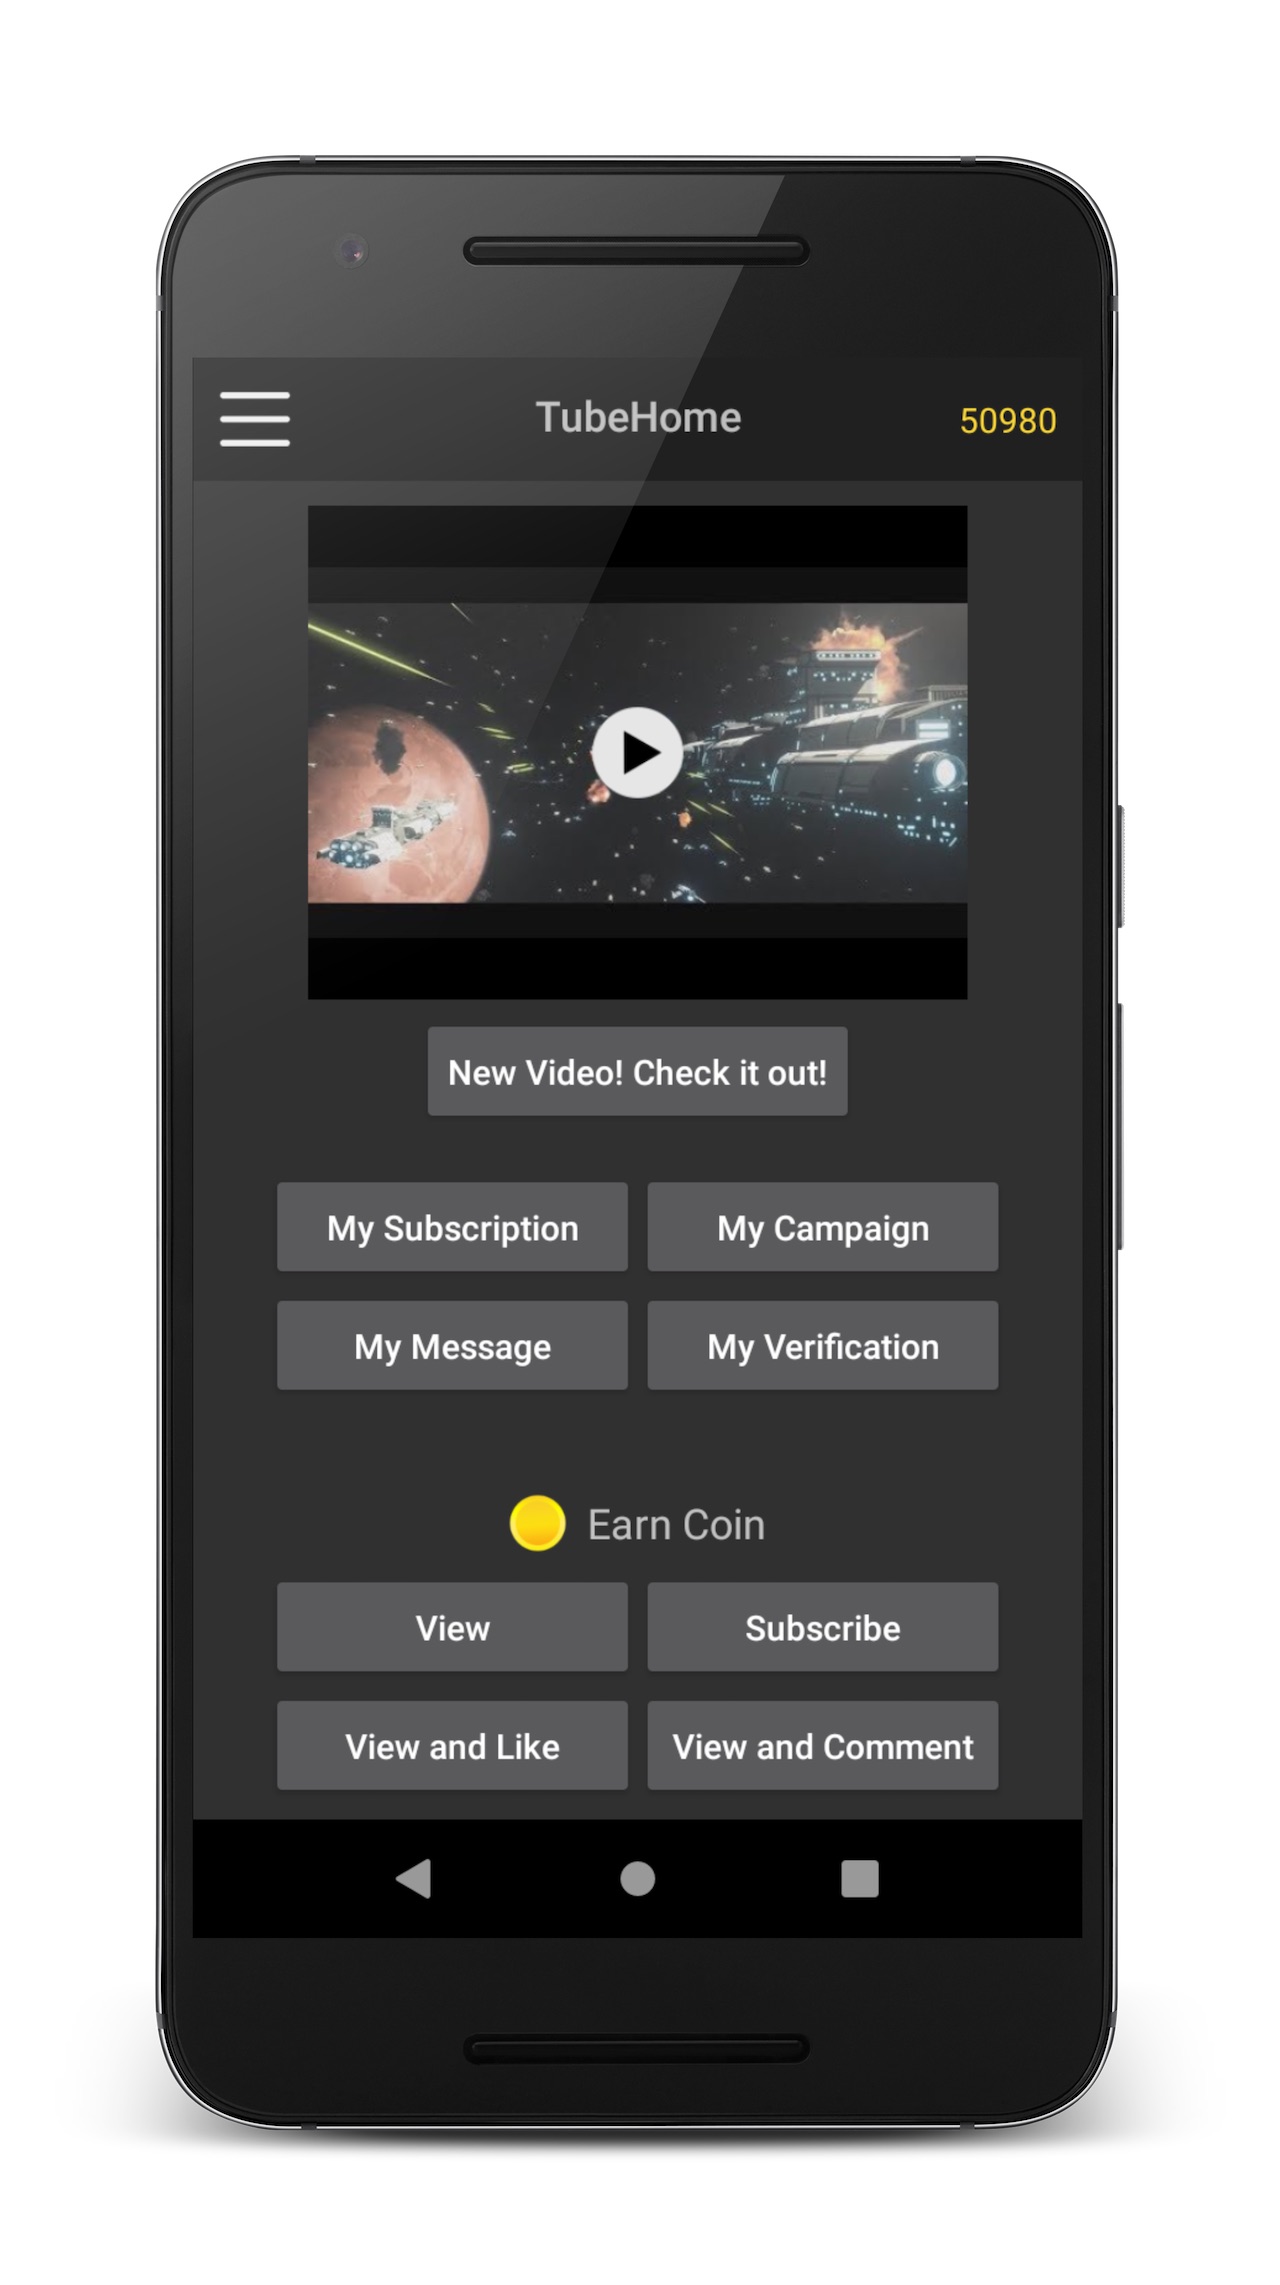 TubeHome
50980
New Video! Check it out!
My Subscription
My Campaign
My Message
My Verification
Earn Coin
View
Subscribe
View and Like
View and Comment